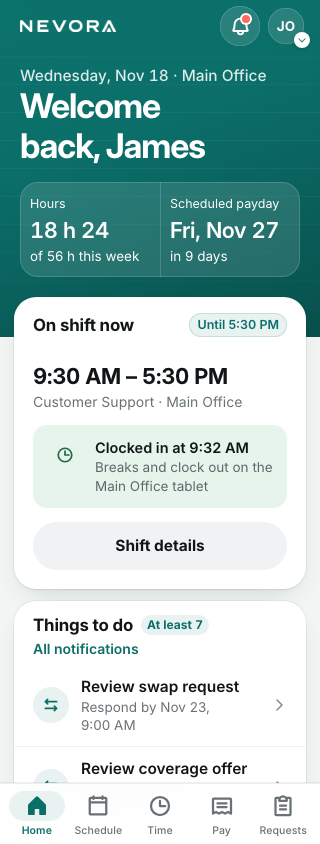 NEVORA
JO
Wednesday, Nov 18 · Main Office
Welcome
back, James
Hours
18 h 24
of 56 h this week
Scheduled payday
Fri, Nov 27
in 9 days
On shift now
Until 5:30 PM
9:30 AM – 5:30 PM
Customer Support · Main Office
Clocked in at 9:32 AM
Breaks and clock out on the
Main Office tablet
Shift details
Things to do
At least 7
All notifications
Review swap request
Respond by Nov 23,
9:00 AM
Review coverage offer
Home
Schedule
Time
Pay
Requests